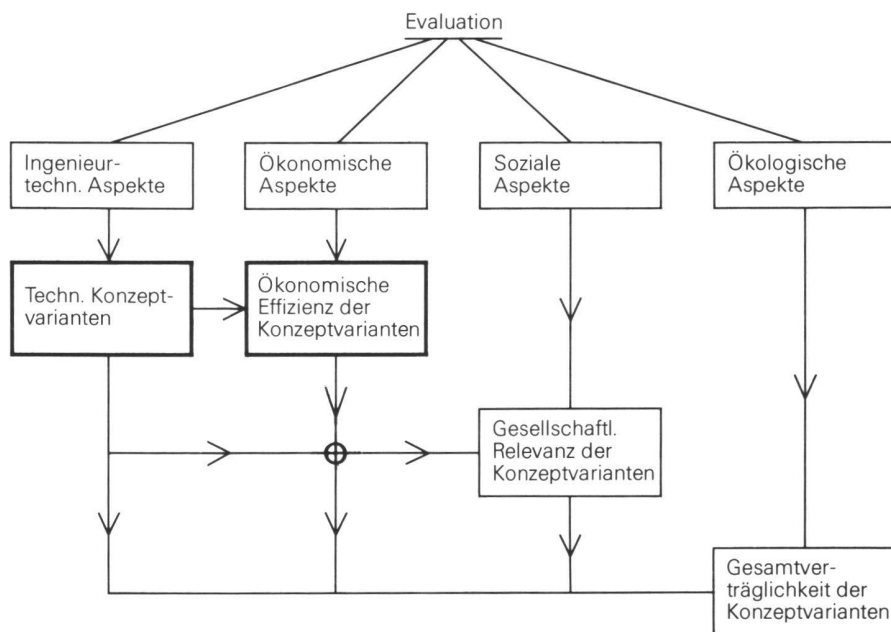 Evaluation
Ingenieur-
techn. Aspekte
Ökonomische
Aspekte
Soziale
Aspekte
Ökologische
Aspekte
Techn. Konzept-
varianten
Ökonomische
Effizienz der
Konzeptvarianten
Gesellschaftl.
Relevanz der
Konzeptvarianten
Gesamtver-
träglichkeit der
Konzeptvarianten